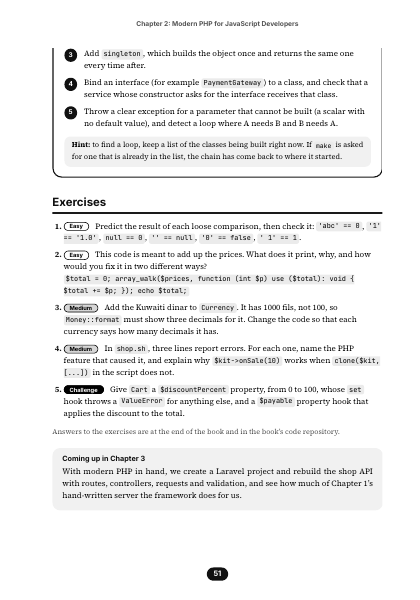 Chapter 2: Modern PHP for JavaScript Developers
3 Add singleton, which builds the object once and returns the same one
every time after.
4 Bind an interface (for example PaymentGateway) to a class, and check that a
service whose constructor asks for the interface receives that class.
5 Throw a clear exception for a parameter that cannot be built (a scalar with
no default value), and detect a loop where A needs B and B needs A.
Hint: to find a loop, keep a list of the classes being built right now. If make is asked
for one that is already in the list, the chain has come back to where it started.
Exercises
1. Easy Predict the result of each loose comparison, then check it: 'abc' == 0, '1'
== '1.0', null == 0, '' == null, '0' == false, ' 1' == 1.
2. Easy This code is meant to add up the prices. What does it print, why, and how
would you fix it in two different ways?
$total = 0; array_walk($prices, function (int $p) use ($total): void {
$total += $p; }); echo $total;
3. Medium Add the Kuwaiti dinar to Currency. It has 1000 fils, not 100, so
Money::format must show three decimals for it. Change the code so that each
currency says how many decimals it has.
4. Medium In shop.sh, three lines report errors. For each one, name the PHP
feature that caused it, and explain why $kit->onSale(10) works when clone($kit,
[...]) in the script does not.
5. Challenge Give Cart a $discountPercent property, from 0 to 100, whose set
hook throws a ValueError for anything else, and a $payable property hook that
applies the discount to the total.
Answers to the exercises are at the end of the book and in the book's code repository.
Coming up in Chapter 3
With modern PHP in hand, we create a Laravel project and rebuild the shop API
with routes, controllers, requests and validation, and see how much of Chapter 1's
hand-written server the framework does for us.
51